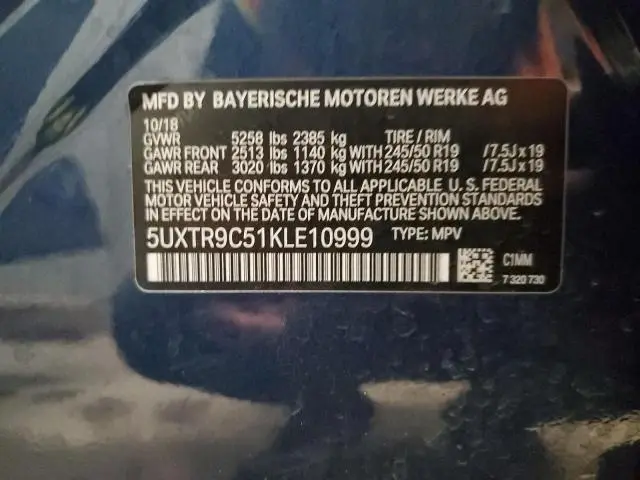 MFD BY BAYERISCHE MOTOREN WERKE AG
10/18
GVWR 5258 lbs 2385 kg TIRE / RIM
GAWR FRONT 2513 lbs 1140 kg WITH 245/50 R19 /7.5J x 19
GAWR REAR 3020 lbs 1370 kg WITH 245/50 R19 /7.5J x 19
THIS VEHICLE CONFORMS TO ALL APPLICABLE U. S. FEDERAL
MOTOR VEHICLE SAFETY AND THEFT PREVENTION STANDARDS
IN EFFECT ON THE DATE OF MANUFACTURE SHOWN ABOVE.
5UXTR9C51KLE10999 TYPE: MPV
C1MM
7 320 730